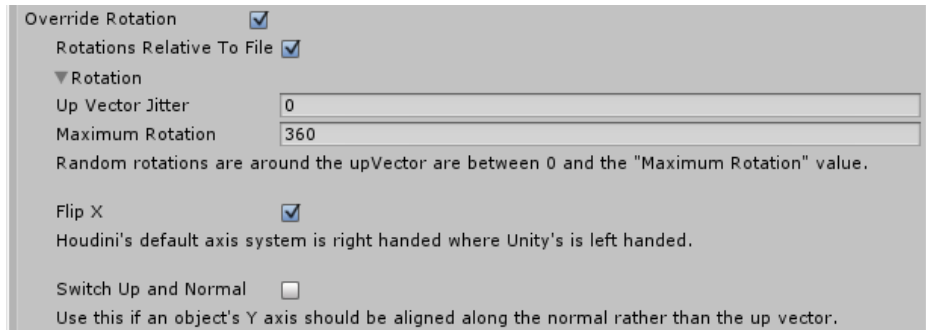 Override Rotation
Rotations Relative To File
Rotation
Up Vector Jitter 0
Maximum Rotation 360
Random rotations are around the upVector are between 0 and the "Maximum Rotation" value.
Flip X
Houdini's default axis system is right handed where Unity's is left handed.
Switch Up and Normal
Use this if an object's Y axis should be aligned along the normal rather than the up vector.